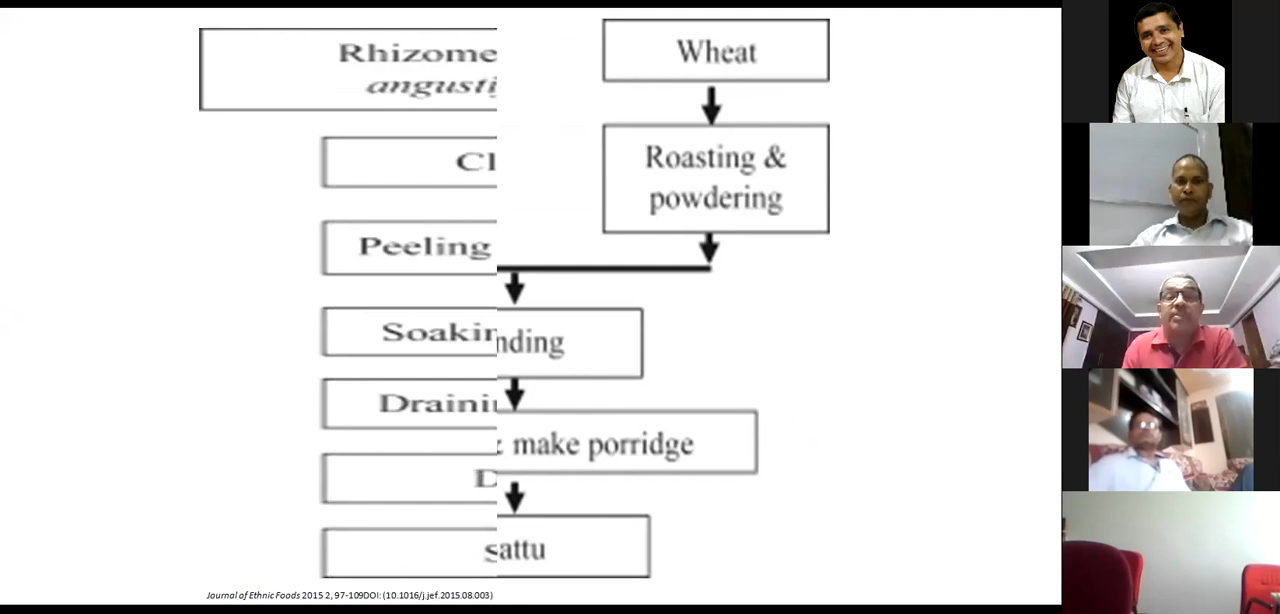 Rhizome
angusti
Cl
Peeling
Soakin
Drainin
D
Wheat
Roasting &
powdering
nding
make porridge
sattu
Journal of Ethnic Foods 2015 2, 97-109DOI: (10.1016/j.jef.2015.08.003)